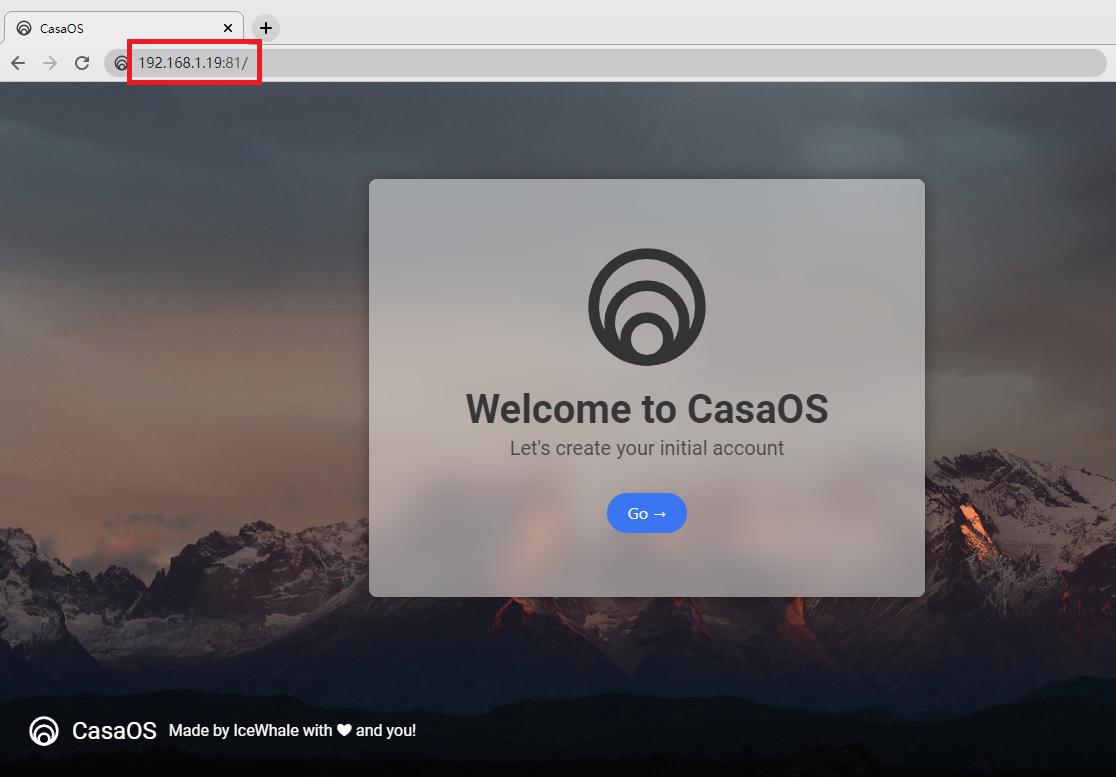 CasaOS
192.168.1.19:81/
Welcome to CasaOS
Let's create your initial account
Go →
CasaOS Made by IceWhale with ♥ and you!